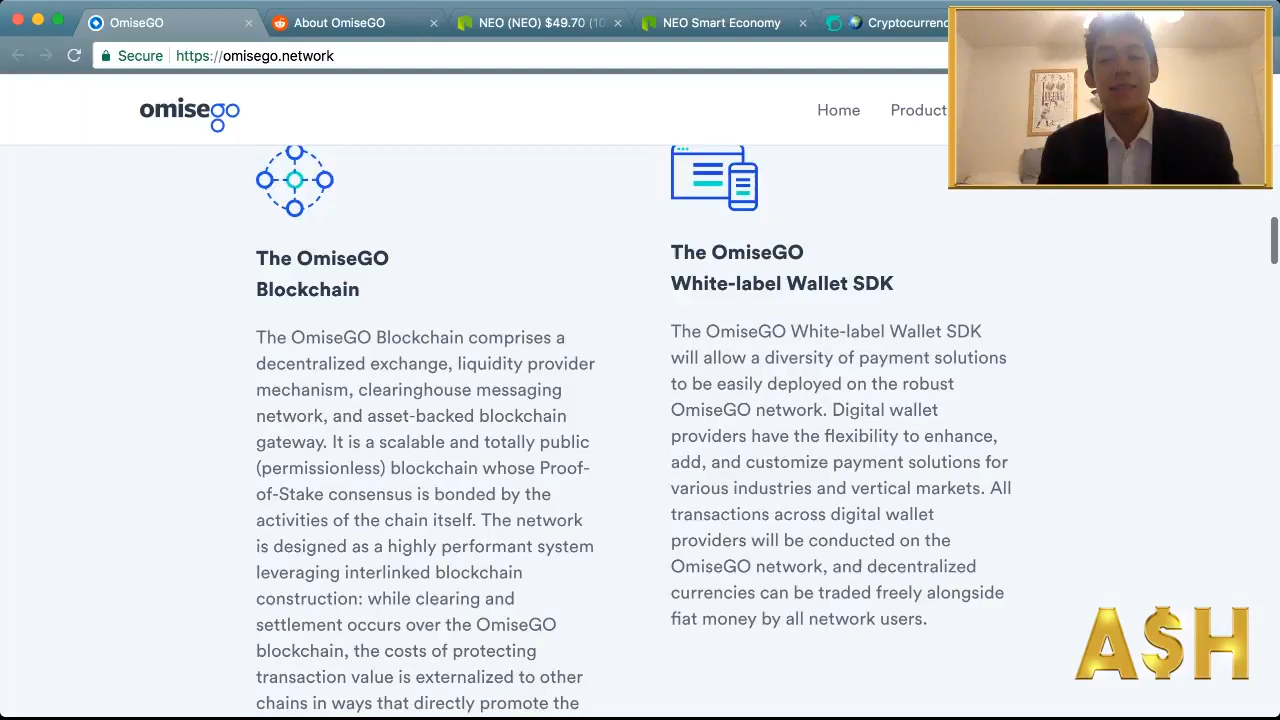 OmiseGO
About OmiseGO
NEO (NEO) $49.70 (10
NEO Smart Economy
Cryptocurrenc
Secure
https://omisego.network
omisego
Home
Product
The OmiseGO
Blockchain
The OmiseGO Blockchain comprises a
decentralized exchange, liquidity provider
mechanism, clearinghouse messaging
network, and asset-backed blockchain
gateway. It is a scalable and totally public
(permissionless) blockchain whose Proof-
of-Stake consensus is bonded by the
activities of the chain itself. The network
is designed as a highly performant system
leveraging interlinked blockchain
construction: while clearing and
settlement occurs over the OmiseGO
blockchain, the costs of protecting
transaction value is externalized to other
chains in ways that directly promote the
The OmiseGO
White-label Wallet SDK
The OmiseGO White-label Wallet SDK
will allow a diversity of payment solutions
to be easily deployed on the robust
OmiseGO network. Digital wallet
providers have the flexibility to enhance,
add, and customize payment solutions for
various industries and vertical markets. All
transactions across digital wallet
providers will be conducted on the
OmiseGO network, and decentralized
currencies can be traded freely alongside
fiat money by all network users.
A$H